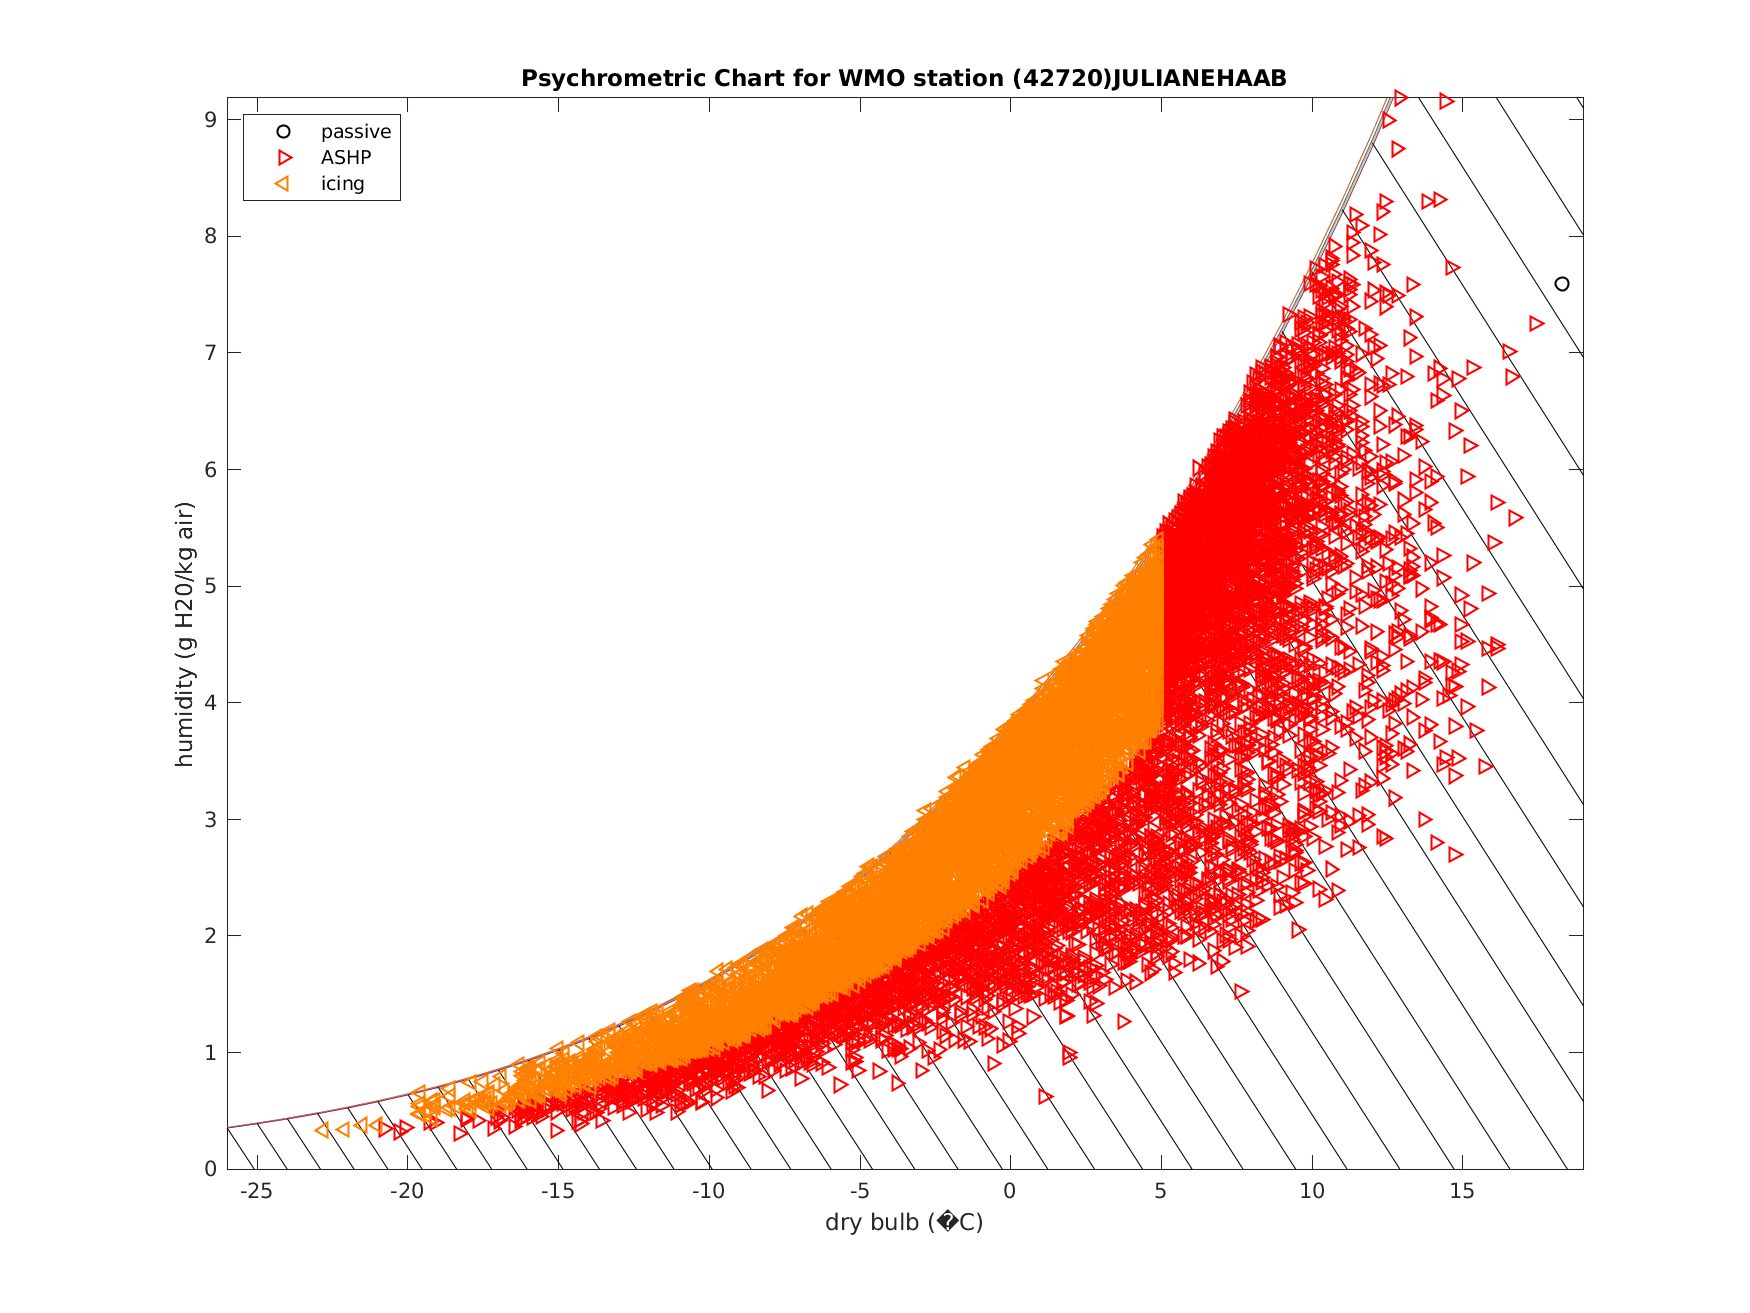 Psychrometric Chart for WMO station (42720)JULIANEHAAB
passive
ASHP
icing
9
8
7
6
5
4
3
2
1
0
humidity (g H20/kg air)
-25 -20 -15 -10 -5 0 5 10 15
dry bulb (�C)